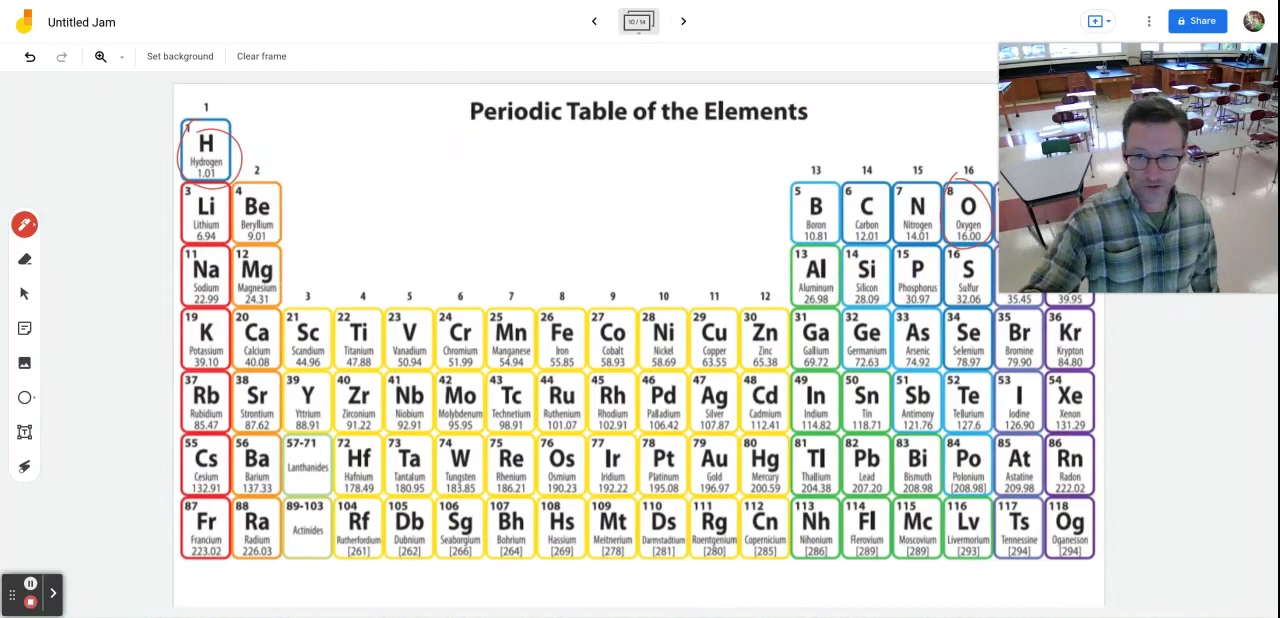 Untitled Jam
10 / 14
Share
Set background
Clear frame
Periodic Table of the Elements
1
H
Hydrogen
1.01
2
13 14 15 16
3 4 5 6 7 8
Li Be B C N O
Lithium Beryllium Boron Carbon Nitrogen Oxygen
6.94 9.01 10.81 12.01 14.01 16.00
11 12 13 14 15 16
Na Mg Al Si P S
Sodium Magnesium Aluminum Silicon Phosphorus Sulfur
22.99 24.31 26.98 28.09 30.97 32.06 35.45 39.95
3 4 5 6 7 8 9 10 11 12
19 20 21 22 23 24 25 26 27 28 29 30 31 32 33 34 35 36
K Ca Sc Ti V Cr Mn Fe Co Ni Cu Zn Ga Ge As Se Br Kr
Potassium Calcium Scandium Titanium Vanadium Chromium Manganese Iron Cobalt Nickel Copper Zinc Gallium Germanium Arsenic Selenium Bromine Krypton
39.10 40.08 44.96 47.88 50.94 51.99 54.94 55.85 58.93 58.69 63.55 65.38 69.72 72.63 74.92 78.97 79.90 84.80
37 38 39 40 41 42 43 44 45 46 47 48 49 50 51 52 53 54
Rb Sr Y Zr Nb Mo Tc Ru Rh Pd Ag Cd In Sn Sb Te I Xe
Rubidium Strontium Yttrium Zirconium Niobium Molybdenum Technetium Ruthenium Rhodium Palladium Silver Cadmium Indium Tin Antimony Tellurium Iodine Xenon
85.47 87.62 88.91 91.22 92.91 95.95 98.91 101.07 102.91 106.42 107.87 112.41 114.82 118.71 121.76 127.6 126.90 131.29
55 56 57-71 72 73 74 75 76 77 78 79 80 81 82 83 84 85 86
Cs Ba Lanthanides Hf Ta W Re Os Ir Pt Au Hg Tl Pb Bi Po At Rn
Cesium Barium Hafnium Tantalum Tungsten Rhenium Osmium Iridium Platinum Gold Mercury Thallium Lead Bismuth Polonium Astatine Radon
132.91 137.33 178.49 180.95 183.85 186.21 190.23 192.22 195.08 196.97 200.59 204.38 207.20 208.98 [208.98] 209.98 222.02
87 88 89-103 104 105 106 107 108 109 110 111 112 113 114 115 116 117 118
Fr Ra Actinides Rf Db Sg Bh Hs Mt Ds Rg Cn Nh Fl Mc Lv Ts Og
Francium Radium Rutherfordium Dubnium Seaborgium Bohrium Hassium Meitnerium Darmstadtium Roentgenium Copernicium Nihonium Flerovium Moscovium Livermorium Tennessine Oganesson
223.02 226.03 [261] [262] [266] [264] [269] [278] [281] [280] [285] [286] [289] [289] [293] [294] [294]